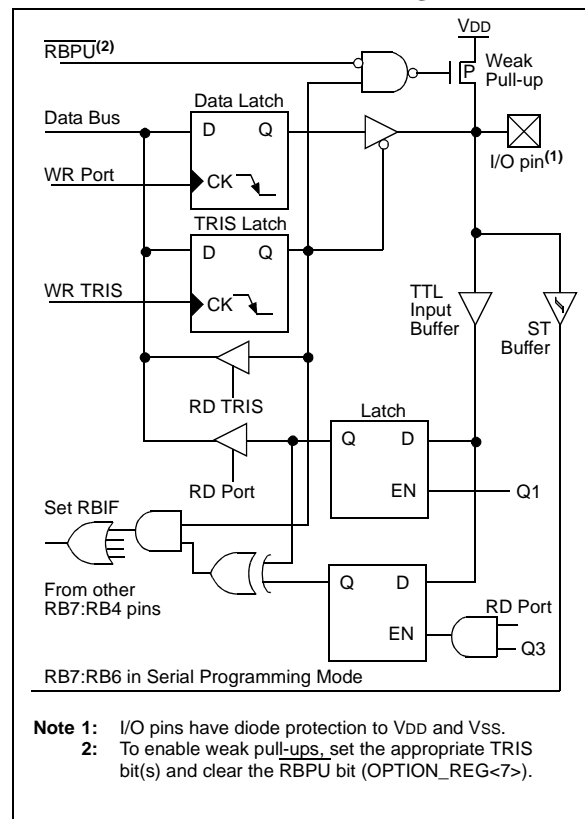 VDD
RBPU(2)
Weak
Pull-up
P
Data Latch
Data Bus
D Q
I/O pin(1)
WR Port
CK
TRIS Latch
D Q
WR TRIS
CK
TTL
Input
Buffer
ST
Buffer
RD TRIS
Latch
Q D
RD Port
EN
Q1
Set RBIF
Q D
From other
RB7:RB4 pins
RD Port
EN
Q3
RB7:RB6 in Serial Programming Mode
Note 1: I/O pins have diode protection to VDD and VSS.
2: To enable weak pull-ups, set the appropriate TRIS
bit(s) and clear the RBPU bit (OPTION_REG<7>).